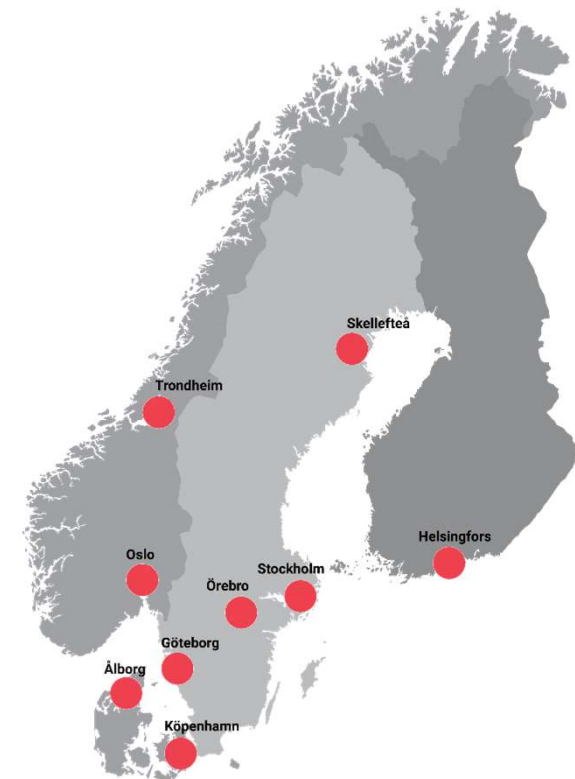 Skellefteå
Trondheim
Helsingfors
Oslo
Stockholm
Örebro
Göteborg
Ålborg
Köpenhamn